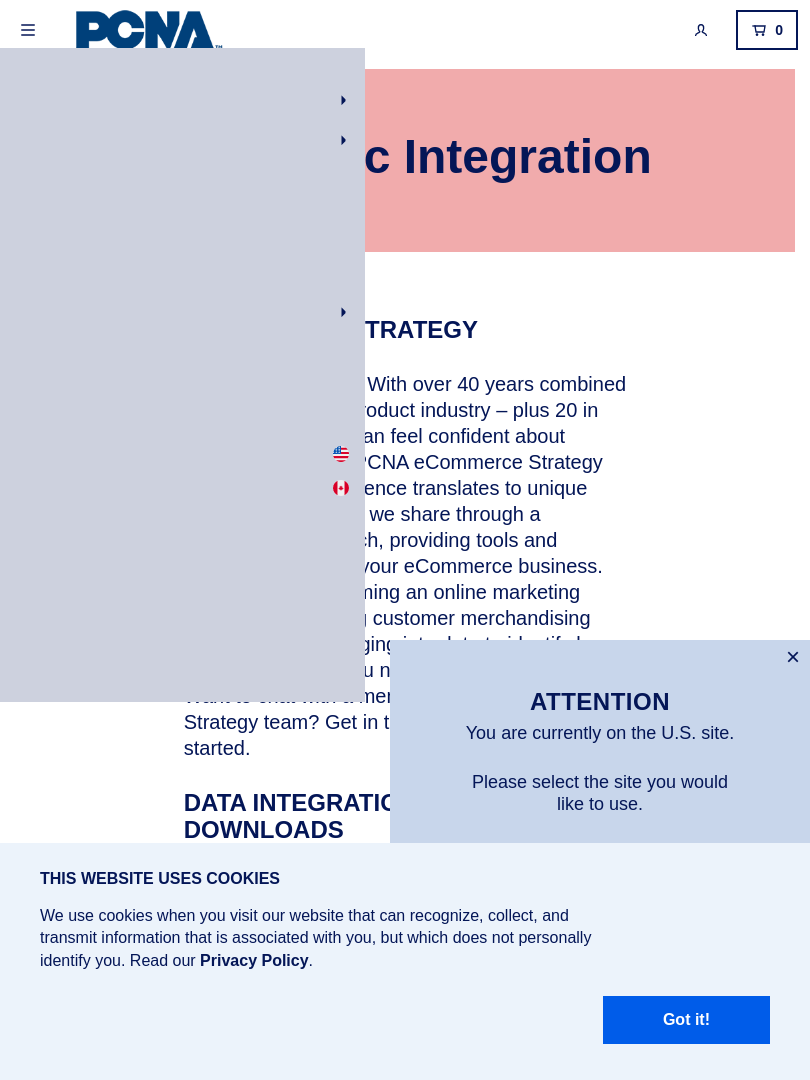 PCNA™
0
c Integration
TRATEGY
With over 40 years combined
roduct industry – plus 20 in
an feel confident about
PCNA eCommerce Strategy
ence translates to unique
we share through a
ch, providing tools and
your eCommerce business.
ming an online marketing
g customer merchandising
Strategy team? Get in t
started.
DATA INTEGRATIO
DOWNLOADS
ATTENTION
You are currently on the U.S. site.
Please select the site you would
like to use.
THIS WEBSITE USES COOKIES
We use cookies when you visit our website that can recognize, collect, and
transmit information that is associated with you, but which does not personally
identify you. Read our Privacy Policy.
Got it!